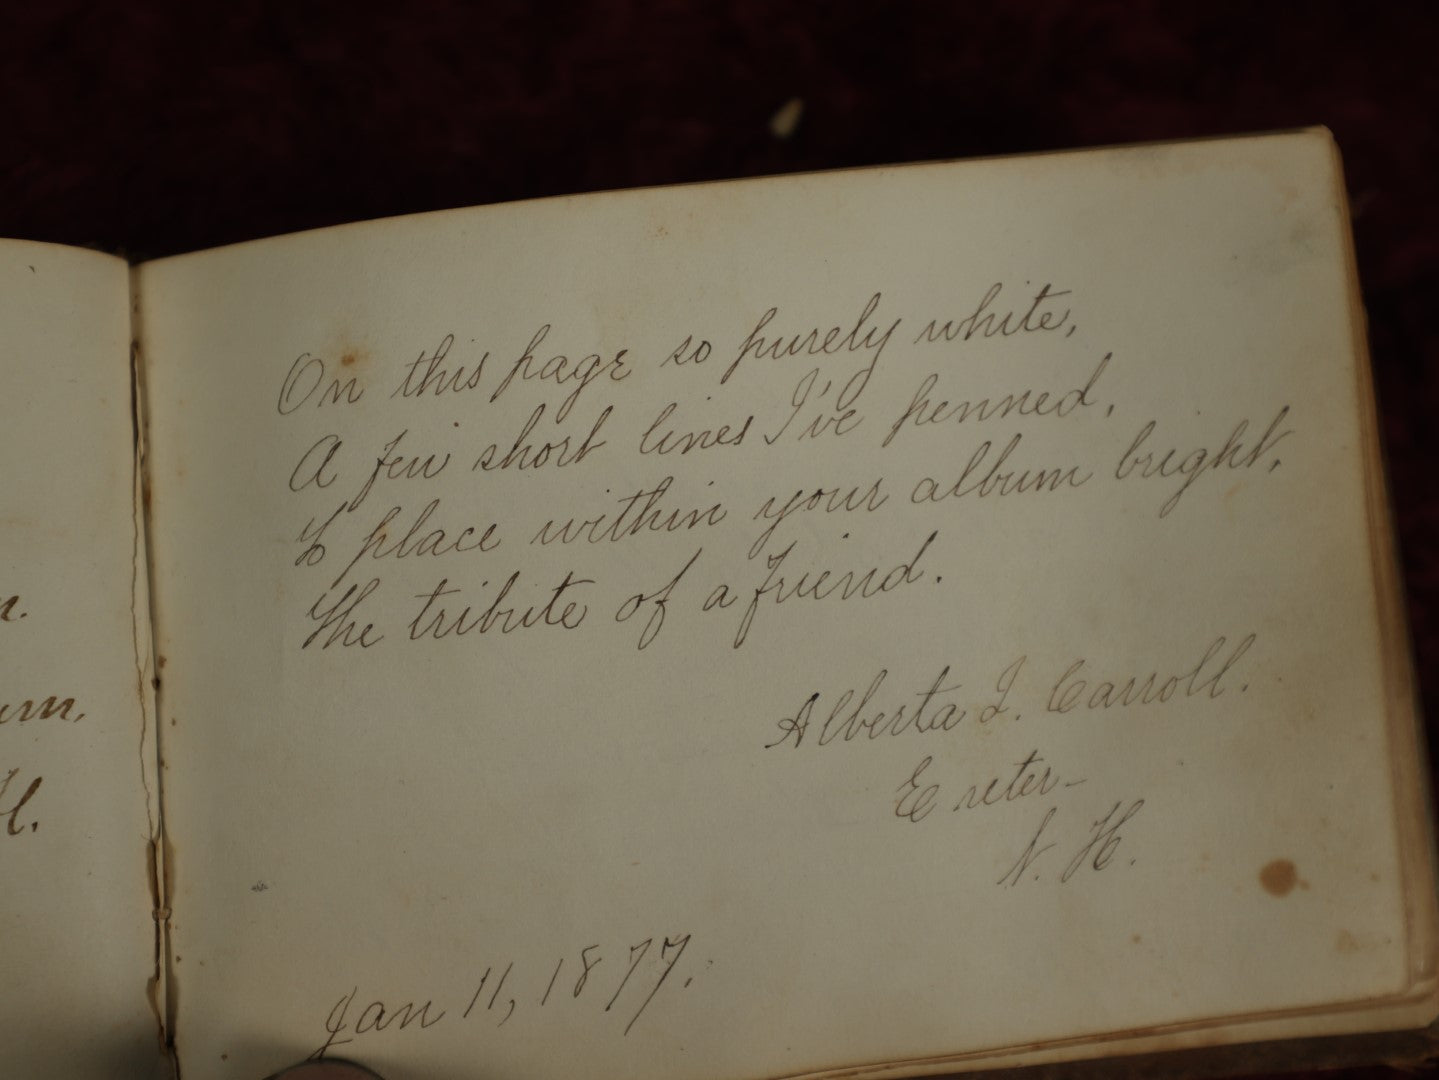 n.
um,
H.
On this page so purely white,
A few short lines I've penned,
To place within your album bright,
The tribute of a friend.
Alberta J. Carroll.
Exeter-
N. H.
Jan 11, 1877.